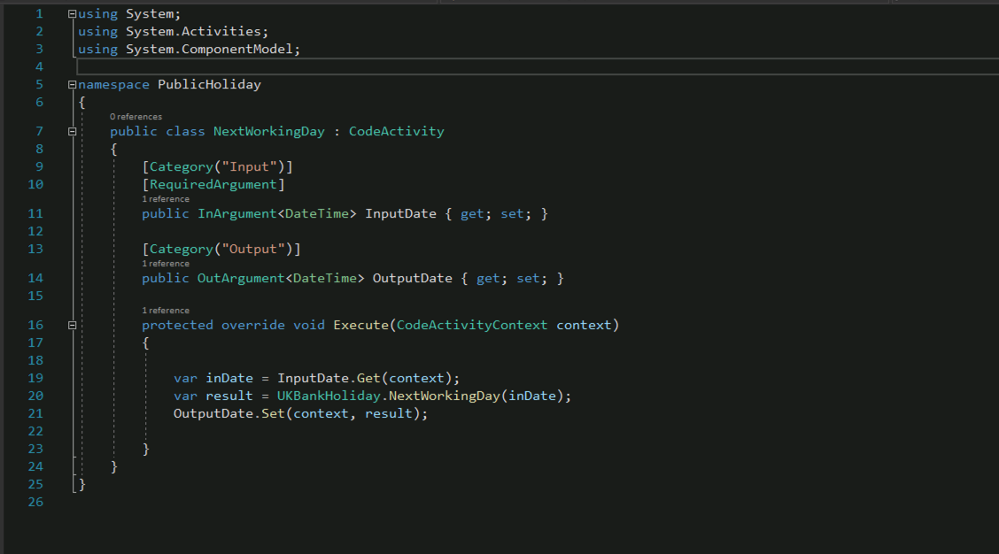 1 using System;
2 using System.Activities;
3 using System.ComponentModel;
4
5 namespace PublicHoliday
6 {
0 references
7 public class NextWorkingDay : CodeActivity
8 {
9 [Category("Input")]
10 [RequiredArgument]
1 reference
11 public InArgument<DateTime> InputDate { get; set; }
12
13 [Category("Output")]
1 reference
14 public OutArgument<DateTime> OutputDate { get; set; }
15
1 reference
16 protected override void Execute(CodeActivityContext context)
17 {
18
19 var inDate = InputDate.Get(context);
20 var result = UKBankHoliday.NextWorkingDay(inDate);
21 OutputDate.Set(context, result);
22
23 }
24 }
25 }
26